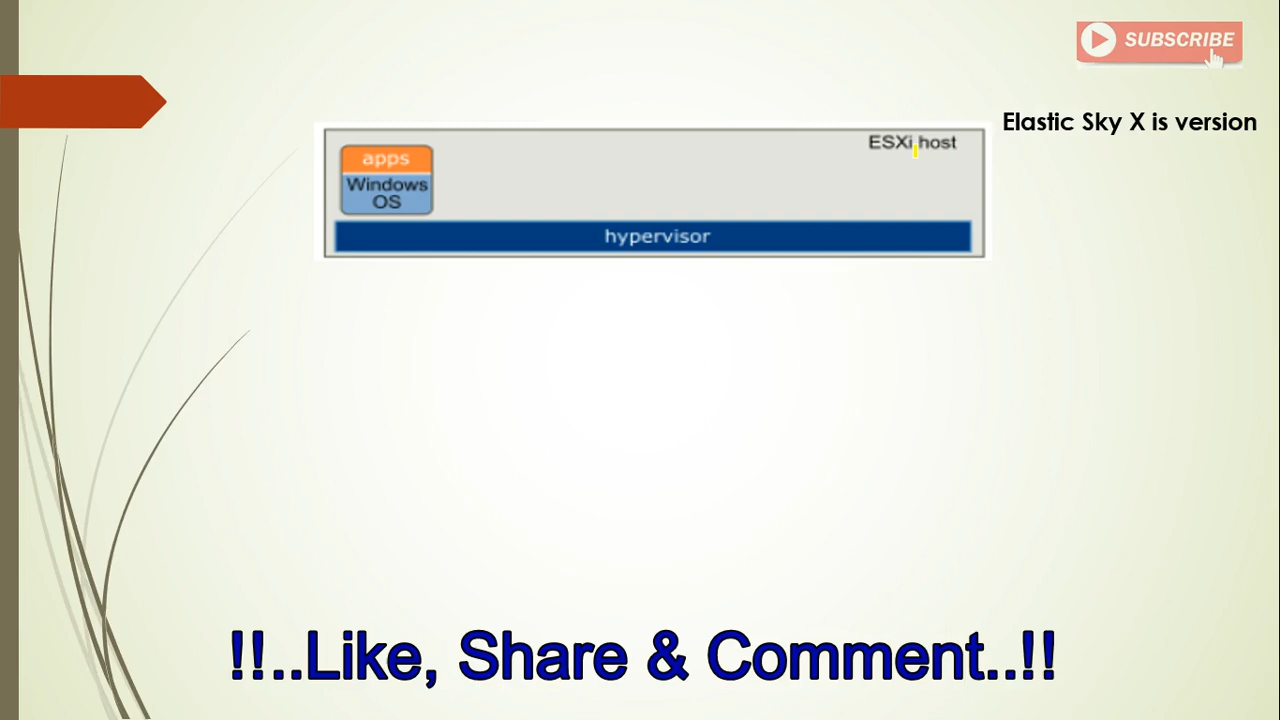 SUBSCRIBE
Elastic Sky X is version
ESXi host
apps
Windows
OS
hypervisor
!!..Like, Share & Comment..!!